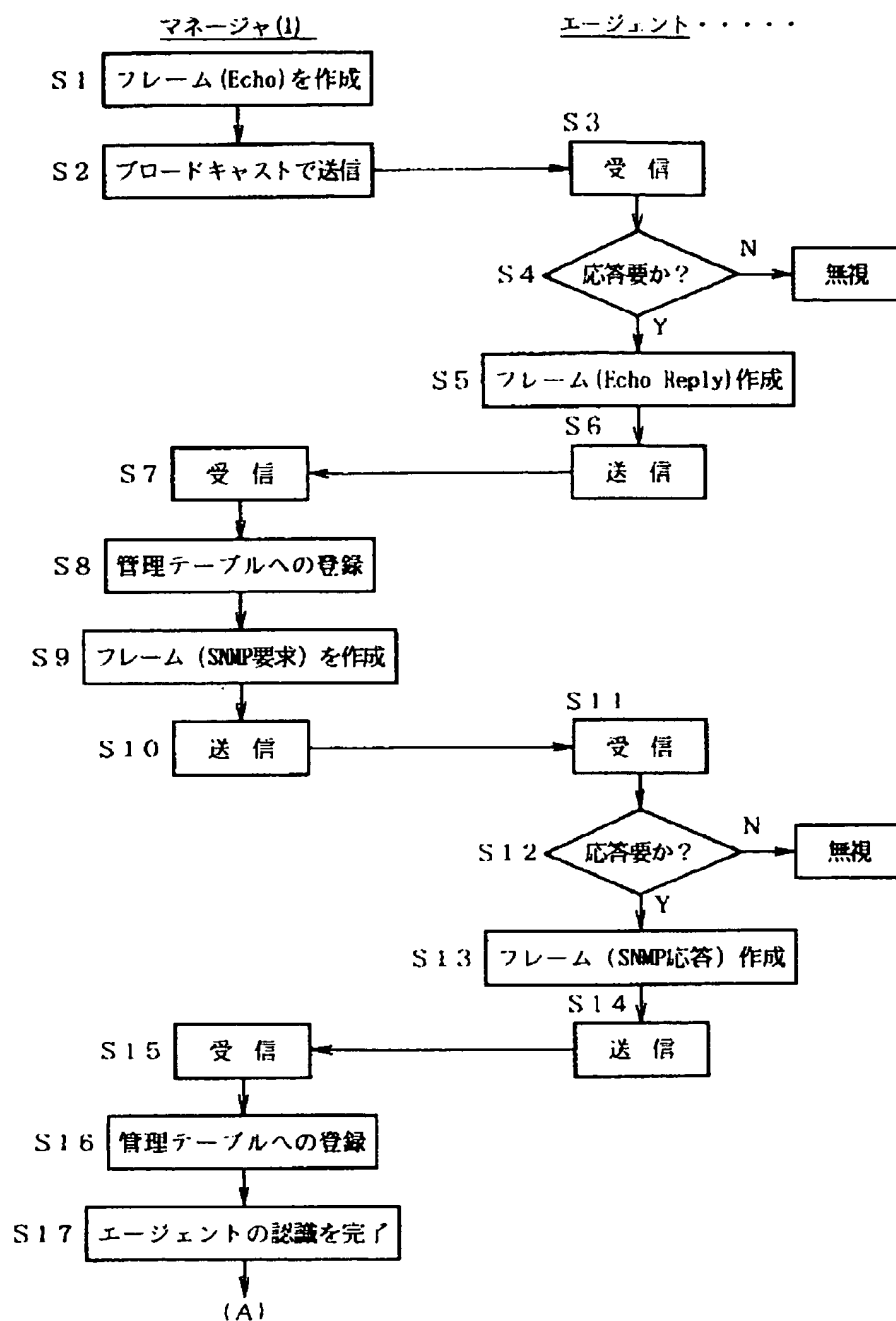 マネージャ(1)
エージェント・・・・・
S1 フレーム(Echo)を作成
S2 ブロードキャストで送信
S3
受 信
S4 応答要か?
N
無視
Y
S5 フレーム(Echo Reply)作成
S6
送 信
S7 受 信
S8 管理テーブルへの登録
S9 フレーム(SNMP要求)を作成
S10 送 信
S11
受 信
S12 応答要か?
N
無視
Y
S13 フレーム(SNMP応答)作成
S14
送 信
S15 受 信
S16 管理テーブルへの登録
S17 エージェントの認識を完了
(A)